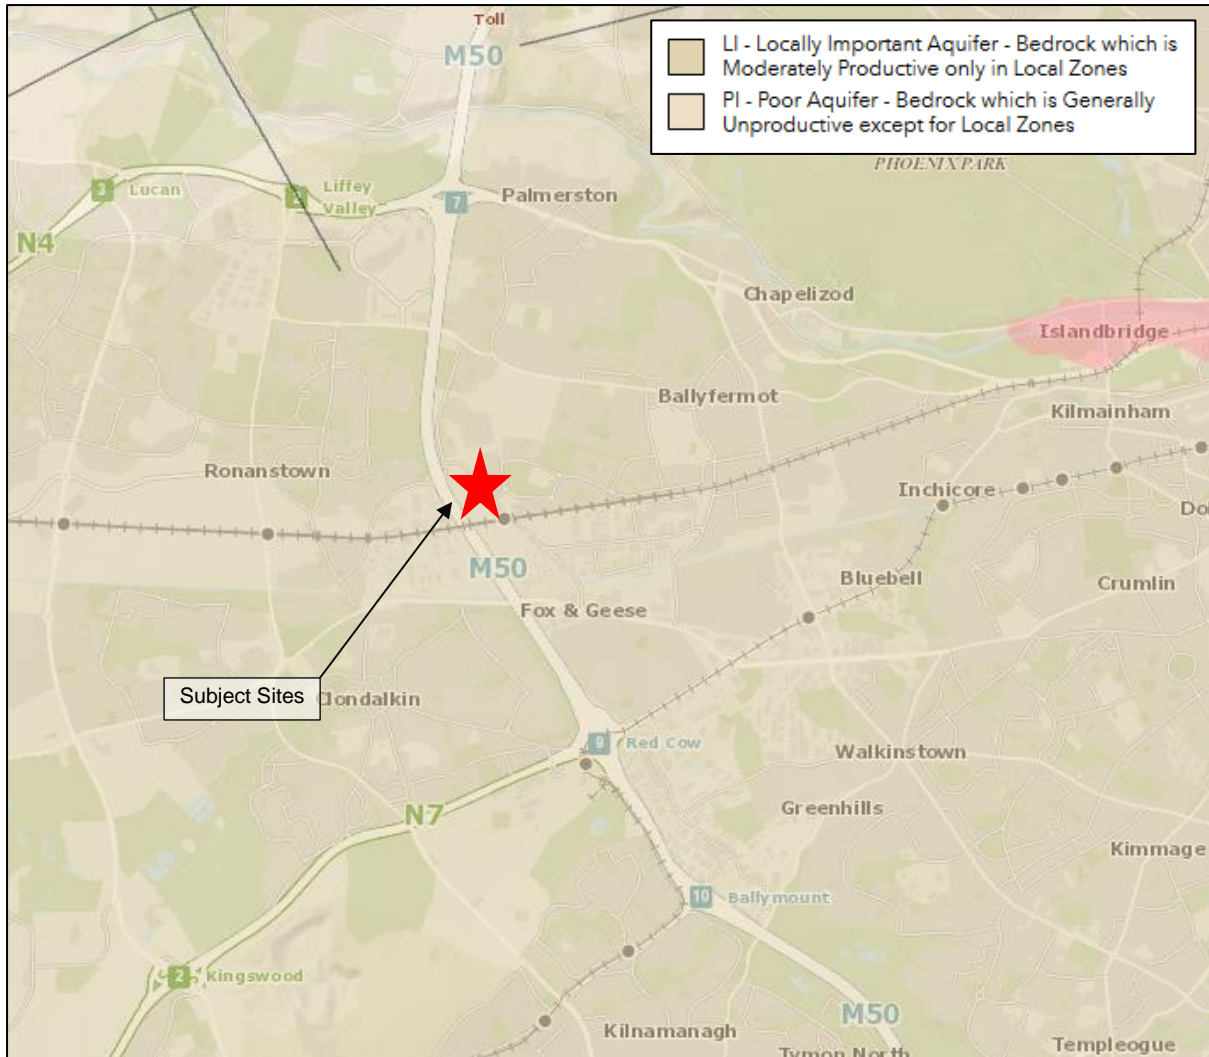 Toll
M50
LI - Locally Important Aquifer - Bedrock which is
Moderately Productive only in Local Zones
PI - Poor Aquifer - Bedrock which is Generally
Unproductive except for Local Zones
PHOENIX PARK
3 Lucan
2 Liffey
Valley
7
Palmerston
N4
Chapelizod
Islandbridge
Ballyfermot
Kilmainham
Ronanstown
Inchicore
Do
M50
Bluebell
Crumlin
Fox & Geese
Subject Sites
Clondalkin
9 Red Cow
Walkinstown
N7
Greenhills
Kimmage
10 Ballymount
2 Kingswood
M50
Kilnamanagh
Tymon North
Templeogue